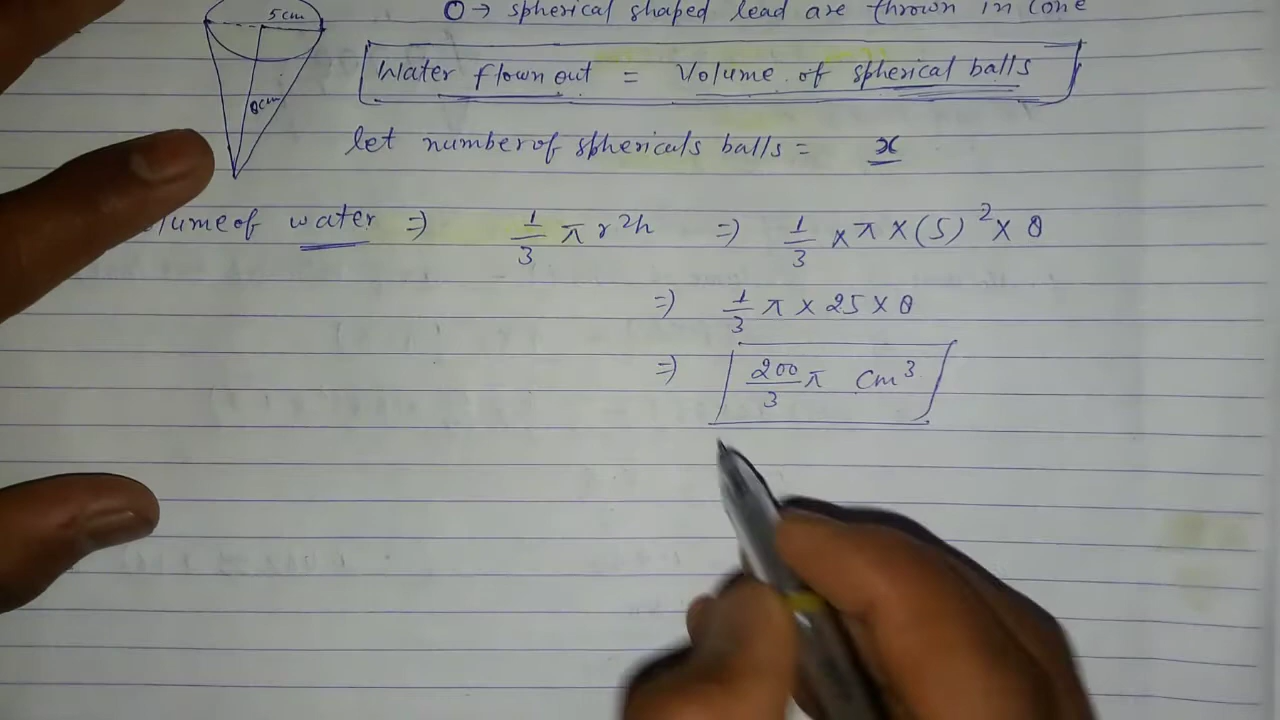 5cm
O → spherical shaped lead are thrown in cone
Water flown out = Volume of spherical balls
8cm
let number of sphericals balls = x
lume of water ⇒ 1/3 π r²h ⇒ 1/3 × π × (5)² × 8
⇒ 1/3 π × 25 × 8
⇒ 200/3 π cm³